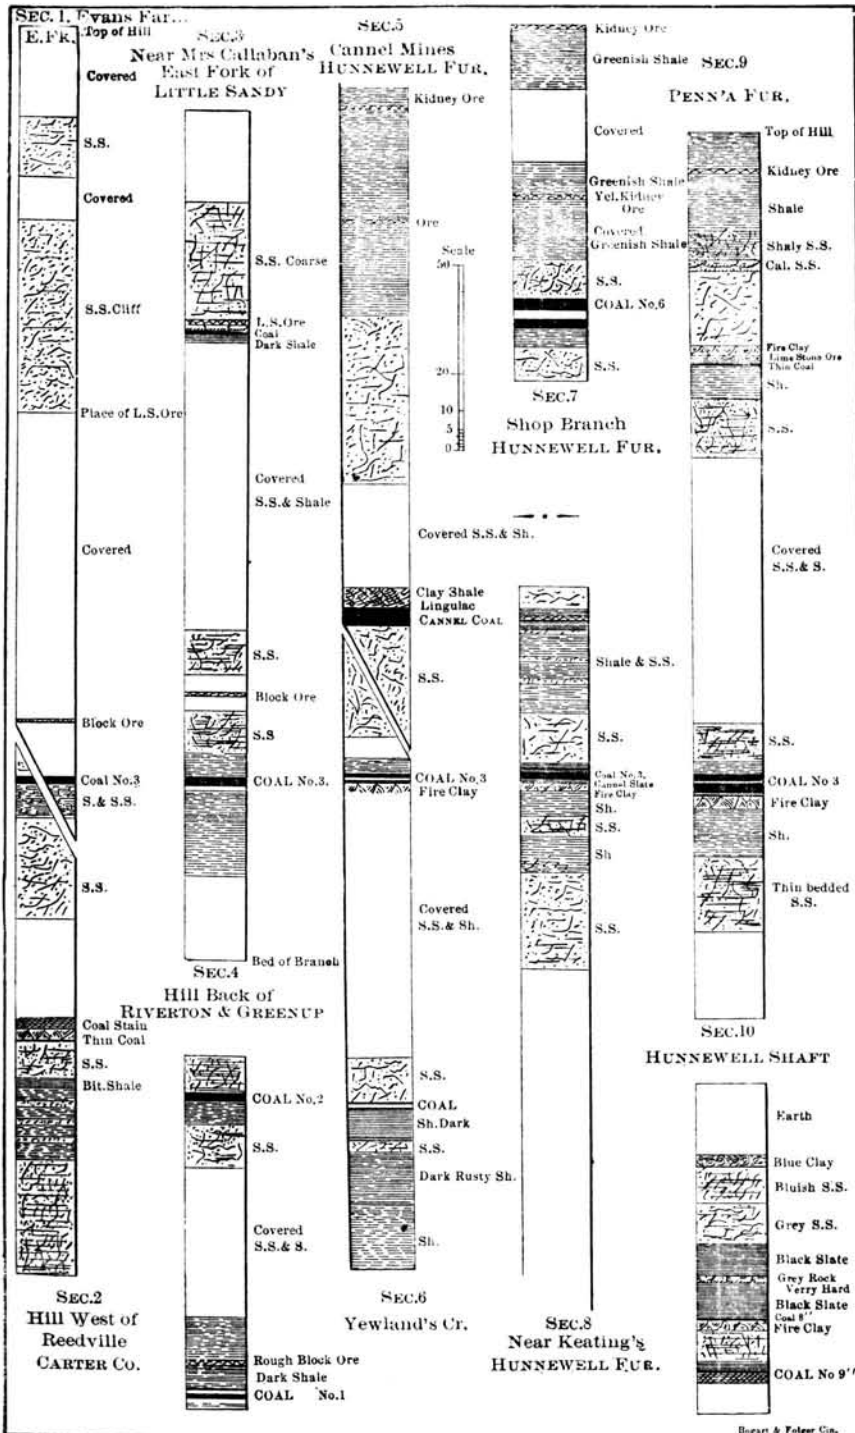 SEC. 1. Evans Far...
E.Fk.
Top of Hill
Covered
S.S.
Covered
S.S.Cliff
Place of L.S.Ore
Covered
Block Ore
Coal No.3
S.& S.S.
S.S.
Coal Stain
Thin Coal
S.S.
Bit.Shale
SEC.2
Hill West of
Reedville
CARTER CO.
SEC.3
Near Mrs Callahan's
East Fork of
LITTLE SANDY
S.S. Coarse
L.S.Ore
Coal
Dark Shale
Covered
S.S.& Shale
S.S.
Block Ore
S.S
COAL No.3.
Bed of Branch
SEC.4
Hill Back of
RIVERTON & GREENUP
COAL No.2
S.S.
Covered
S.S.& S.
Rough Block Ore
Dark Shale
COAL No.1
SEC.5
Cannel Mines
HUNNEWELL FUR.
Kidney Ore
Ore
Scale
50
20
10
5
0
Covered S.S.& Sh.
Clay Shale
Lingulae
CANNEL COAL
S.S.
COAL No.3
Fire Clay
Covered
S.S.& Sh.
S.S.
COAL
Sh.Dark
S.S.
Dark Rusty Sh.
Sh.
SEC.6
Yewland's Cr.
Kidney Ore
Greenish Shale
Covered
Greenish Shale
Yel.Kidney
Ore
Covered
Greenish Shale
S.S.
COAL No.6
S.S.
SEC.7
Shop Branch
HUNNEWELL FUR.
Shale & S.S.
S.S.
Coal No.3,
Cannel Slate
Fire Clay
Sh.
S.S.
Sh
S.S.
SEC.8
Near Keating's
HUNNEWELL FUR.
SEC.9
PENN'A FUR.
Top of Hill
Kidney Ore
Shale
Shaly S.S.
Cal. S.S.
Fire Clay
Lime Stone Ore
Thin Coal
Sh.
S.S.
Covered
S.S.& S.
S.S.
COAL No 3
Fire Clay
Sh.
Thin bedded
S.S.
SEC.10
HUNNEWELL SHAFT
Earth
Blue Clay
Bluish S.S.
Grey S.S.
Black Slate
Grey Rock
Verry Hard
Black Slate
Coal 8"
Fire Clay
COAL No 9"
Bogart & Folger Cin.